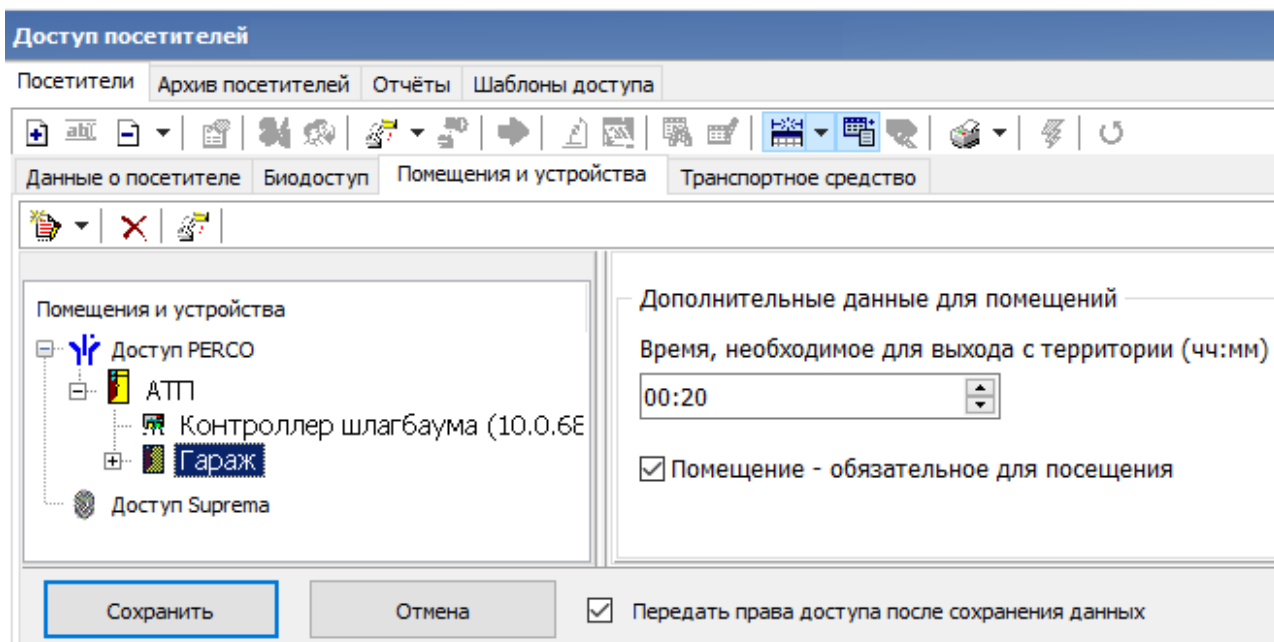 Доступ посетителей
Посетители Архив посетителей Отчёты Шаблоны доступа
Данные о посетителе Биодоступ Помещения и устройства Транспортное средство
Помещения и устройства
Доступ PERCO
АТП
Контроллер шлагбаума (10.0.68
Гараж
Доступ Suprema
Дополнительные данные для помещений
Время, необходимое для выхода с территории (чч:мм)
00:20
Помещение - обязательное для посещения
Сохранить Отмена Передать права доступа после сохранения данных